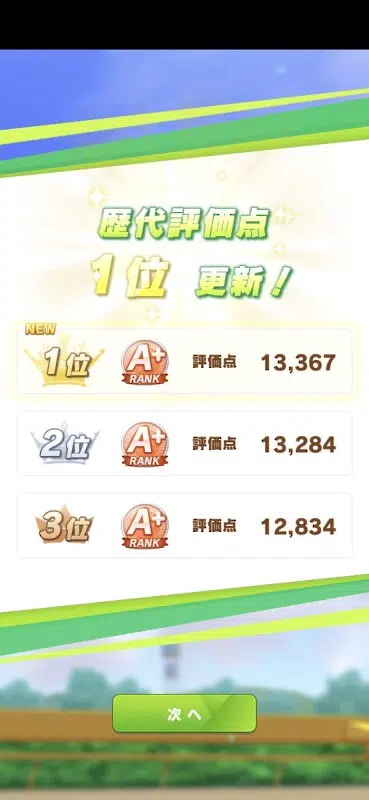 歴代評価点
1位 更新！
NEW
1位 A+ RANK 評価点 13,367
2位 A+ RANK 評価点 13,284
3位 A+ RANK 評価点 12,834
次へ